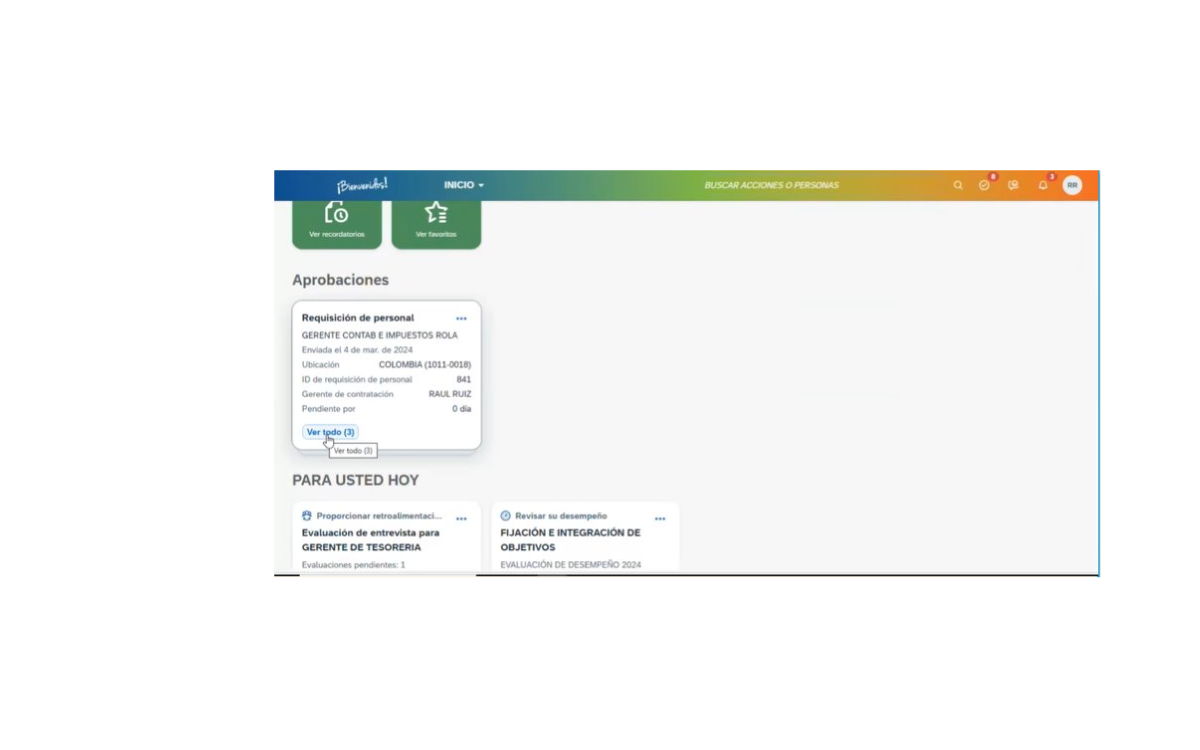 ¡Bienvenidos!
INICIO
BUSCAR ACCIONES O PERSONAS
8
3
RR
Ver recordatorios
Ver favoritos
Aprobaciones
Requisición de personal
GERENTE CONTAB E IMPUESTOS ROLA
Enviada el 4 de mar. de 2024
Ubicación COLOMBIA (1011-0018)
ID de requisición de personal 841
Gerente de contratación RAUL RUIZ
Pendiente por 0 día
Ver todo (3)
Ver todo (3)
PARA USTED HOY
Proporcionar retroalimentaci...
Evaluación de entrevista para
GERENTE DE TESORERIA
Evaluaciones pendientes: 1
Revisar su desempeño
FIJACIÓN E INTEGRACIÓN DE
OBJETIVOS
EVALUACIÓN DE DESEMPEÑO 2024